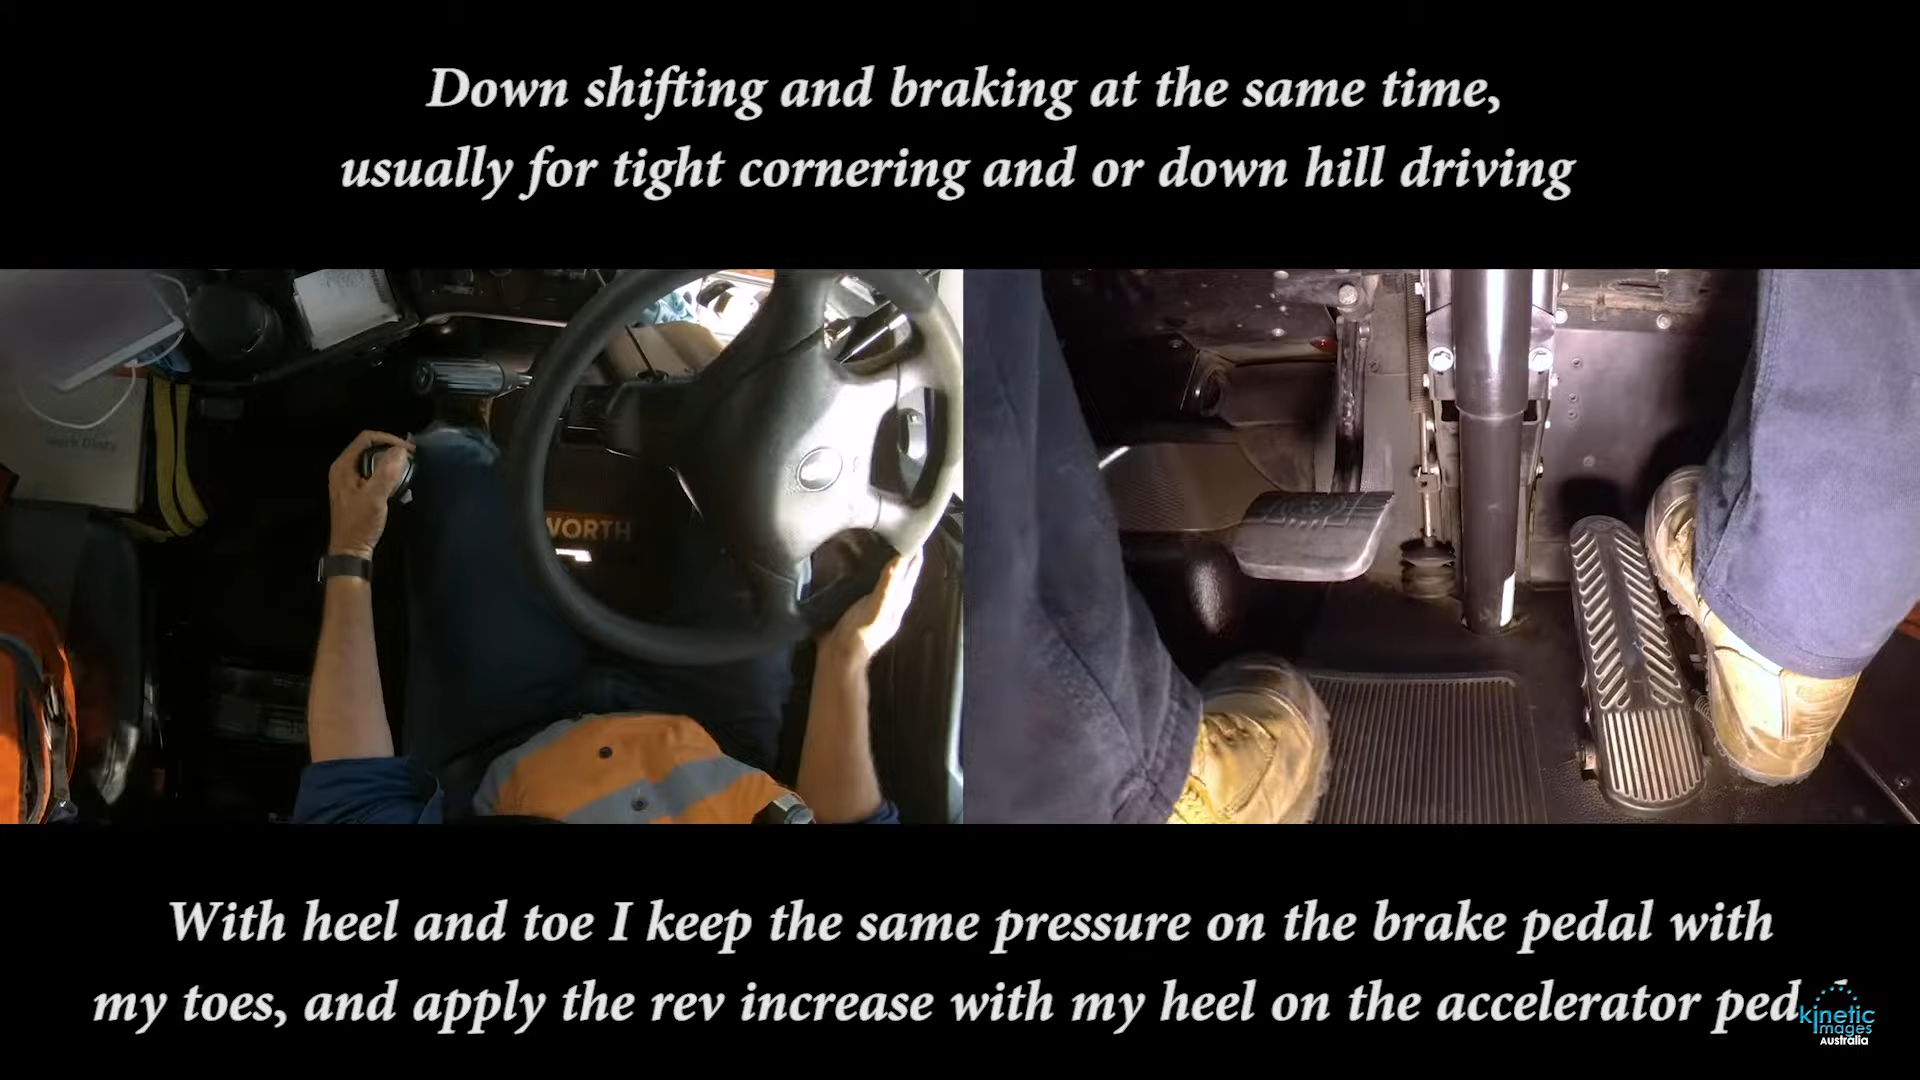 Down shifting and braking at the same time,
usually for tight cornering and or down hill driving
WORTH
With heel and toe I keep the same pressure on the brake pedal with
my toes, and apply the rev increase with my heel on the accelerator ped
kinetic
images
Australia